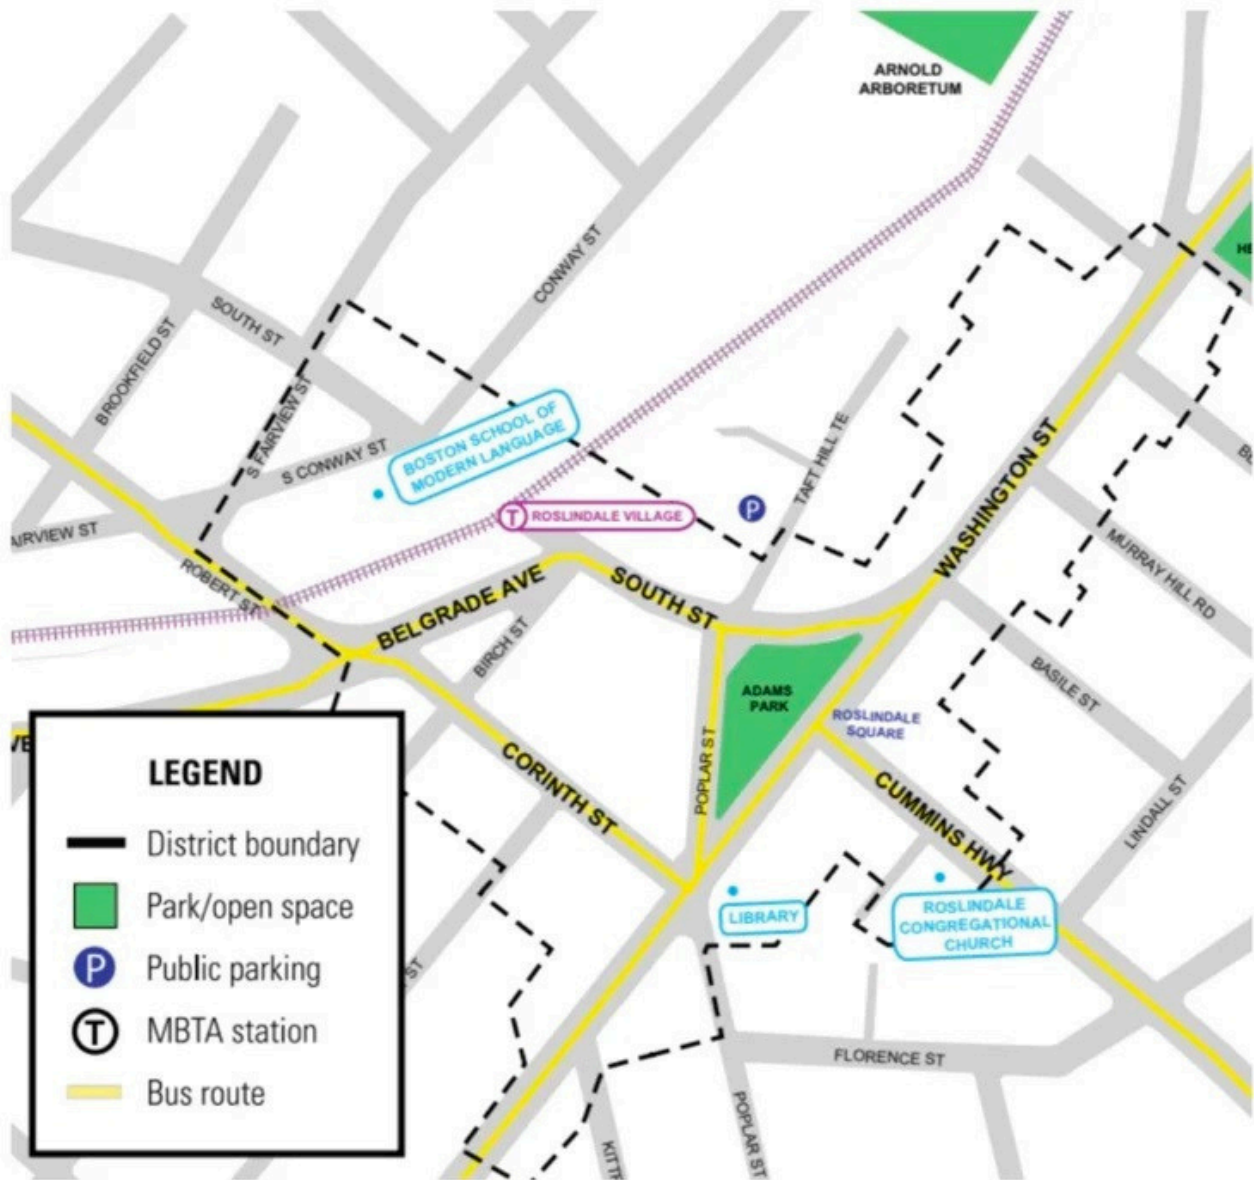 ARNOLD
ARBORETUM
CONWAY ST
SOUTH ST
BROOKFIELD ST
S FAIRVIEW ST
S CONWAY ST
BOSTON SCHOOL OF
MODERN LANGUAGE
TAFT HILL TE
WASHINGTON ST
T ROSLINDALE VILLAGE
P
AIRVIEW ST
ROBERT ST
BELGRADE AVE
SOUTH ST
MURRAY HILL RD
BIRCH ST
BASILE ST
ADAMS
PARK
ROSLINDALE
SQUARE
POPLAR ST
CORINTH ST
CUMMINS HWY
LINDALL ST
LIBRARY
ROSLINDALE
CONGREGATIONAL
CHURCH
ST
FLORENCE ST
POPLAR ST
LEGEND
District boundary
Park/open space
P Public parking
T MBTA station
Bus route